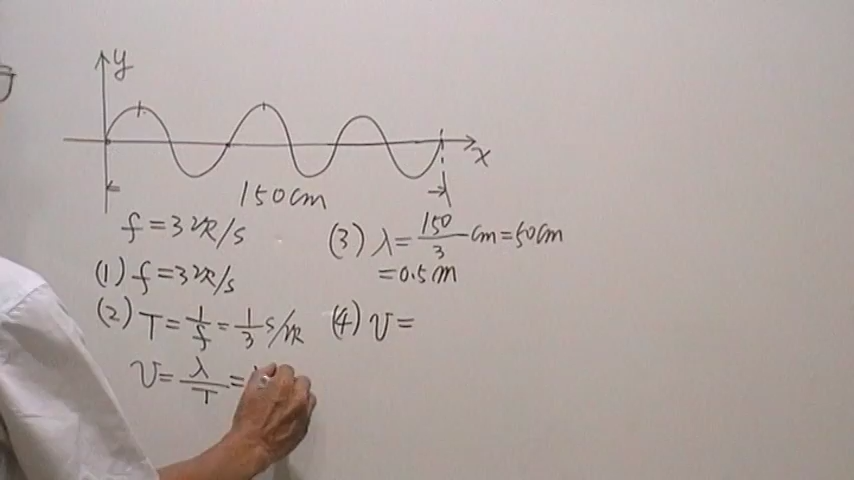 y
x
150cm
f=3次/s
(1) f=3次/s
(2) T=1/f=1/3 s/次
v=λ/T=
(3) λ=150/3 cm=50cm
=0.5m
(4) v=